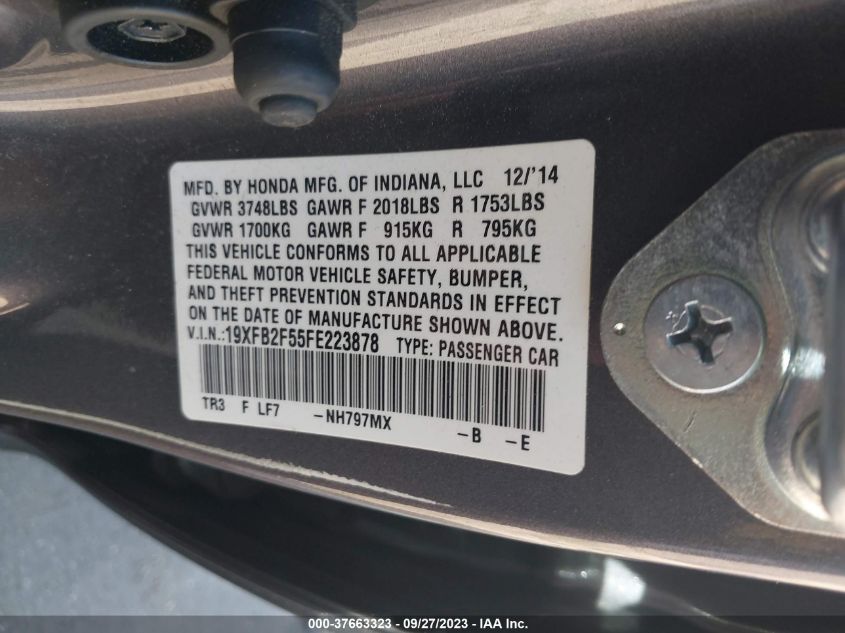 MFD. BY HONDA MFG. OF INDIANA, LLC 12/'14
GVWR 3748LBS GAWR F 2018LBS R 1753LBS
GVWR 1700KG GAWR F 915KG R 795KG
THIS VEHICLE CONFORMS TO ALL APPLICABLE
FEDERAL MOTOR VEHICLE SAFETY, BUMPER,
AND THEFT PREVENTION STANDARDS IN EFFECT
ON THE DATE OF MANUFACTURE SHOWN ABOVE.
V.I.N.:19XFB2F55FE223878 TYPE: PASSENGER CAR
TR3 F LF7 -NH797MX -B -E
000-37663323 - 09/27/2023 - IAA Inc.